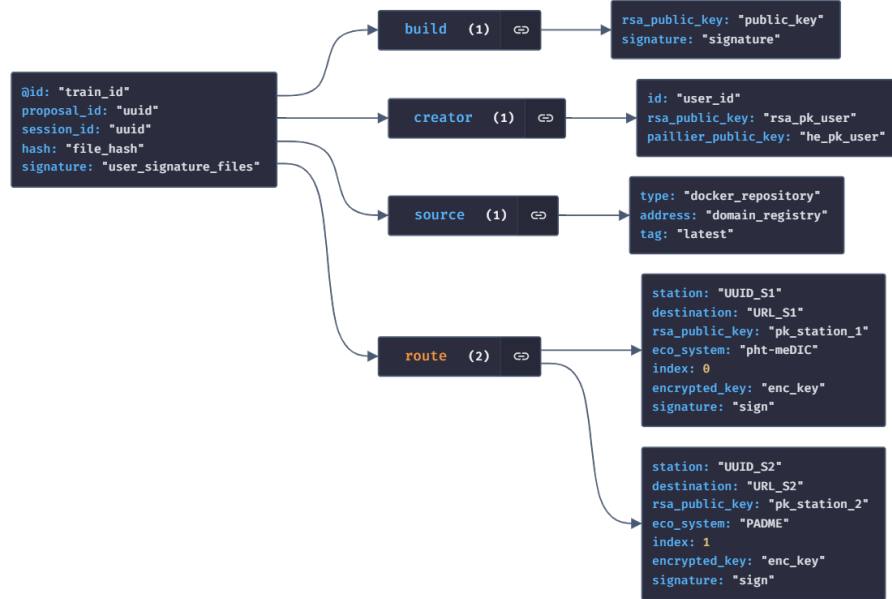 @id: "train_id"
proposal_id: "uuid"
session_id: "uuid"
hash: "file_hash"
signature: "user_signature_files"
build (1)
rsa_public_key: "public_key"
signature: "signature"
creator (1)
id: "user_id"
rsa_public_key: "rsa_pk_user"
paillier_public_key: "he_pk_user"
source (1)
type: "docker_repository"
address: "domain_registry"
tag: "latest"
route (2)
station: "UUID_S1"
destination: "URL_S1"
rsa_public_key: "pk_station_1"
eco_system: "pht-meDIC"
index: 0
encrypted_key: "enc_key"
signature: "sign"
station: "UUID_S2"
destination: "URL_S2"
rsa_public_key: "pk_station_2"
eco_system: "PADME"
index: 1
encrypted_key: "enc_key"
signature: "sign"